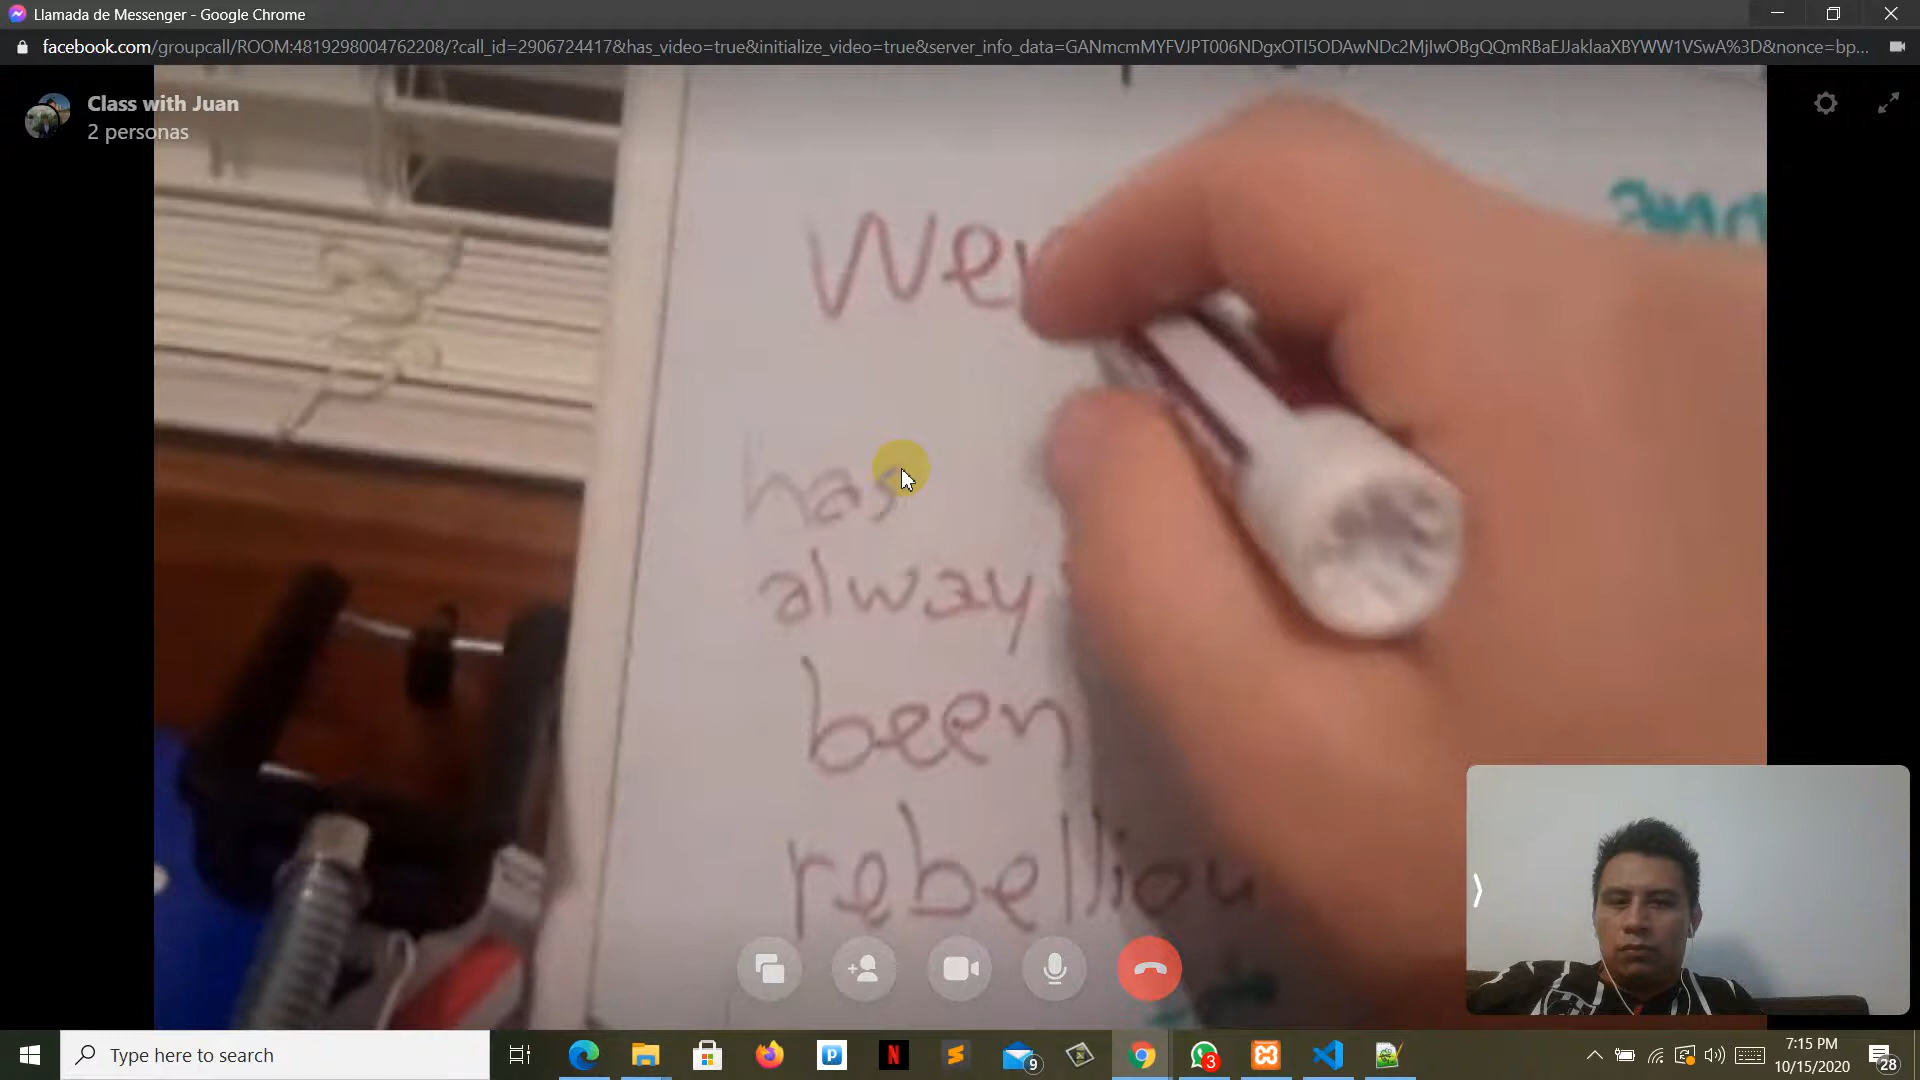 Llamada de Messenger - Google Chrome
facebook.com/groupcall/ROOM:4819298004762208/?call_id=2906724417&has_video=true&initialize_video=true&server_info_data=GANmcmMYFVJPT006NDgxOTI5ODAwNDc2MjIwOBgQQmRBaEJJaklaaXBYWW1VSwA%3D&nonce=bp...
Class with Juan
2 personas
We
has
alway
been
rebelliou
Type here to search
P
N
9
3
7:15 PM
10/15/2020
28